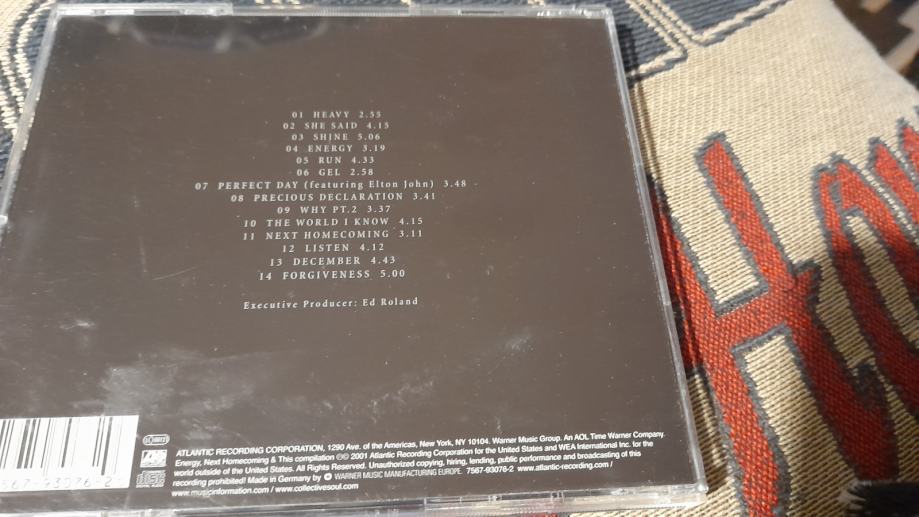 01 HEAVY 2.55
02 SHE SAID 4.15
03 SHINE 5.06
04 ENERGY 3.19
05 RUN 4.33
06 GEL 2.58
07 PERFECT DAY (featuring Elton John) 3.48
08 PRECIOUS DECLARATION 3.41
09 WHY PT.2 3.37
10 THE WORLD I KNOW 4.15
11 NEXT HOMECOMING 3.11
12 LISTEN 4.12
13 DECEMBER 4.43
14 FORGIVENESS 5.00
Executive Producer: Ed Roland
ATLANTIC RECORDING CORPORATION, 1290 Ave. of the Americas, New York, NY 10104. Warner Music Group. An AOL Time Warner Company.
Energy, Next Homecoming & This compilation ℗© 2001 Atlantic Recording Corporation for the United States and WEA International Inc. for the
world outside of the United States. All Rights Reserved. Unauthorized copying, hiring, lending, public performance and broadcasting of this
recording prohibited! Made in Germany by WARNER MUSIC MANUFACTURING EUROPE. 7567-93076-2 www.atlantic-recording.com /
www.musicinformation.com / www.collectivesoul.com
567-93076-2